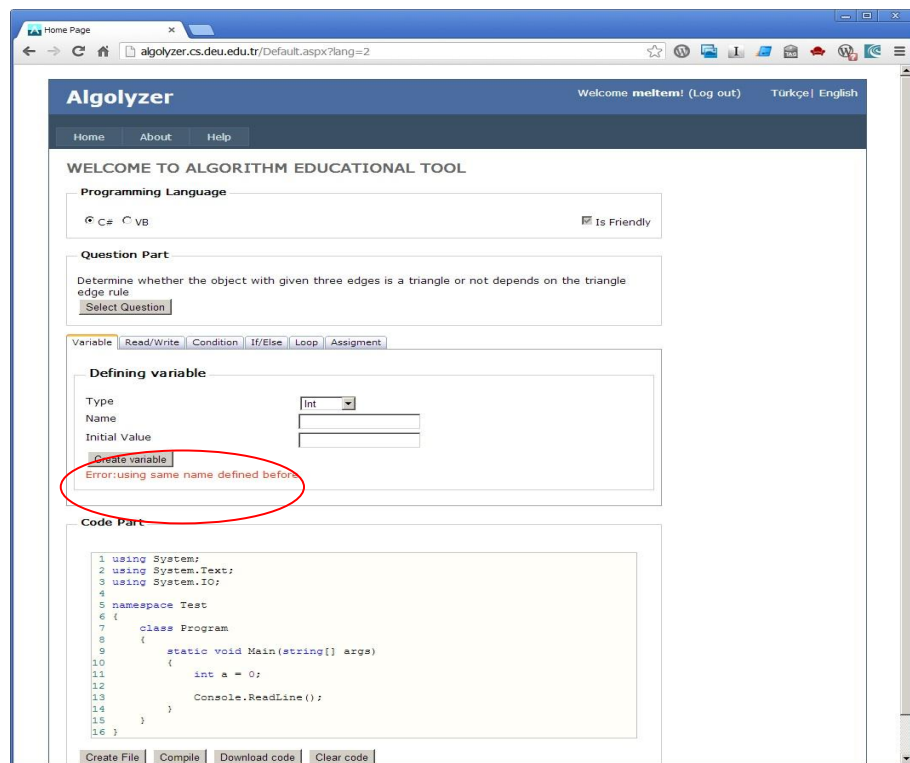 Home Page
algolyzer.cs.deu.edu.tr/Default.aspx?lang=2
Algolyzer
Welcome meltem! (Log out) Türkçe| English
Home About Help
WELCOME TO ALGORITHM EDUCATIONAL TOOL
Programming Language
C# VB Is Friendly
Question Part
Determine whether the object with given three edges is a triangle or not depends on the triangle
edge rule
Select Question
Variable Read/Write Condition If/Else Loop Assigment
Defining variable
Type Int
Name
Initial Value
Create variable
Error:using same name defined before
Code Part
1 using System;
2 using System.Text;
3 using System.IO;
4
5 namespace Test
6 {
7 class Program
8 {
9 static void Main(string[] args)
10 {
11 int a = 0;
12
13 Console.ReadLine();
14 }
15 }
16 }
Create File Compile Download code Clear code